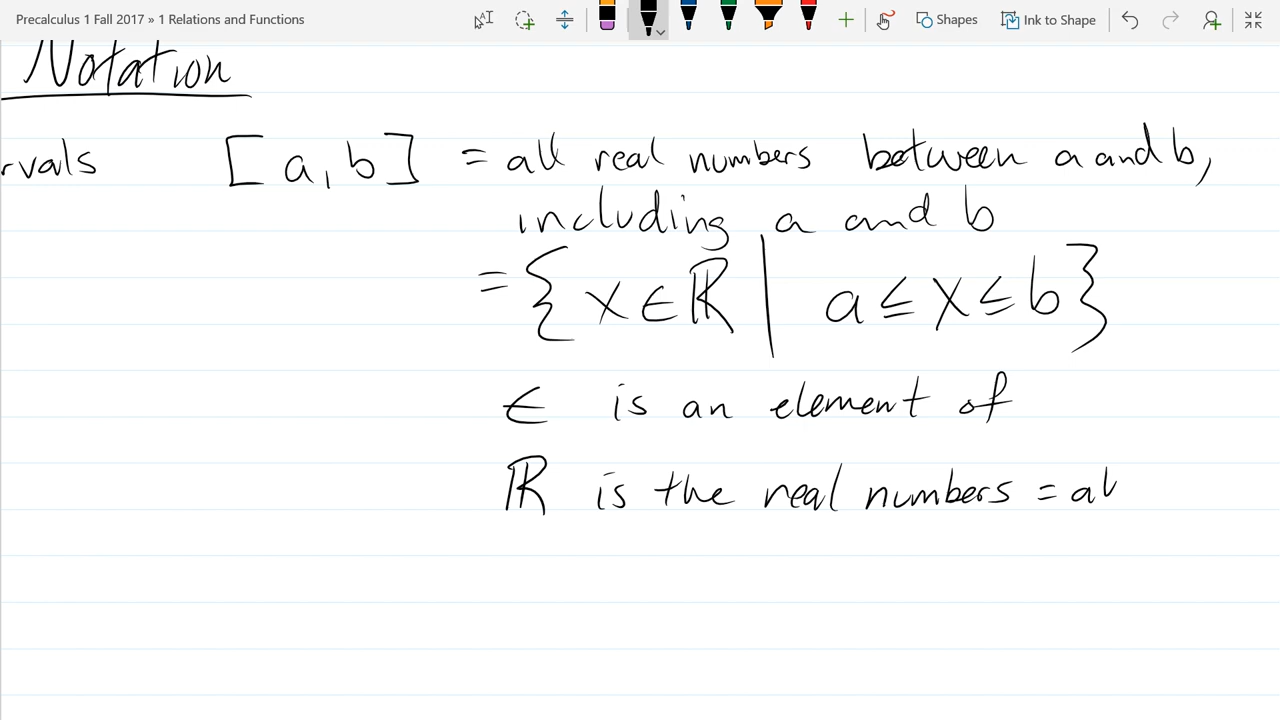 Precalculus 1 Fall 2017 » 1 Relations and Functions
Shapes
Ink to Shape
Notation
rvals [a, b] = all real numbers between a and b,
including a and b
= {x ∈ ℝ | a ≤ x ≤ b}
∈ is an element of
ℝ is the real numbers = al